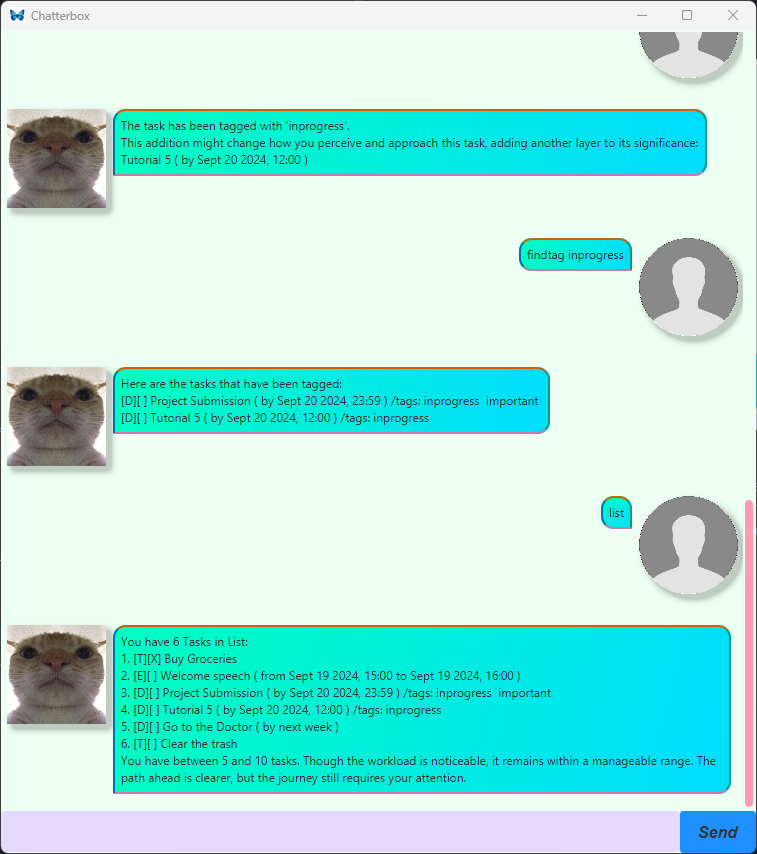 Chatterbox
The task has been tagged with 'inprogress'.
This addition might change how you perceive and approach this task, adding another layer to its significance:
Tutorial 5 ( by Sept 20 2024, 12:00 )
findtag inprogress
Here are the tasks that have been tagged:
[D][ ] Project Submission ( by Sept 20 2024, 23:59 ) /tags: inprogress  important
[D][ ] Tutorial 5 ( by Sept 20 2024, 12:00 ) /tags: inprogress
list
You have 6 Tasks in List:
1. [T][X] Buy Groceries
2. [E][ ] Welcome speech ( from Sept 19 2024, 15:00 to Sept 19 2024, 16:00 )
3. [D][ ] Project Submission ( by Sept 20 2024, 23:59 ) /tags: inprogress  important
4. [D][ ] Tutorial 5 ( by Sept 20 2024, 12:00 ) /tags: inprogress
5. [D][ ] Go to the Doctor ( by next week )
6. [T][ ] Clear the trash
You have between 5 and 10 tasks. Though the workload is noticeable, it remains within a manageable range. The
path ahead is clearer, but the journey still requires your attention.
Send